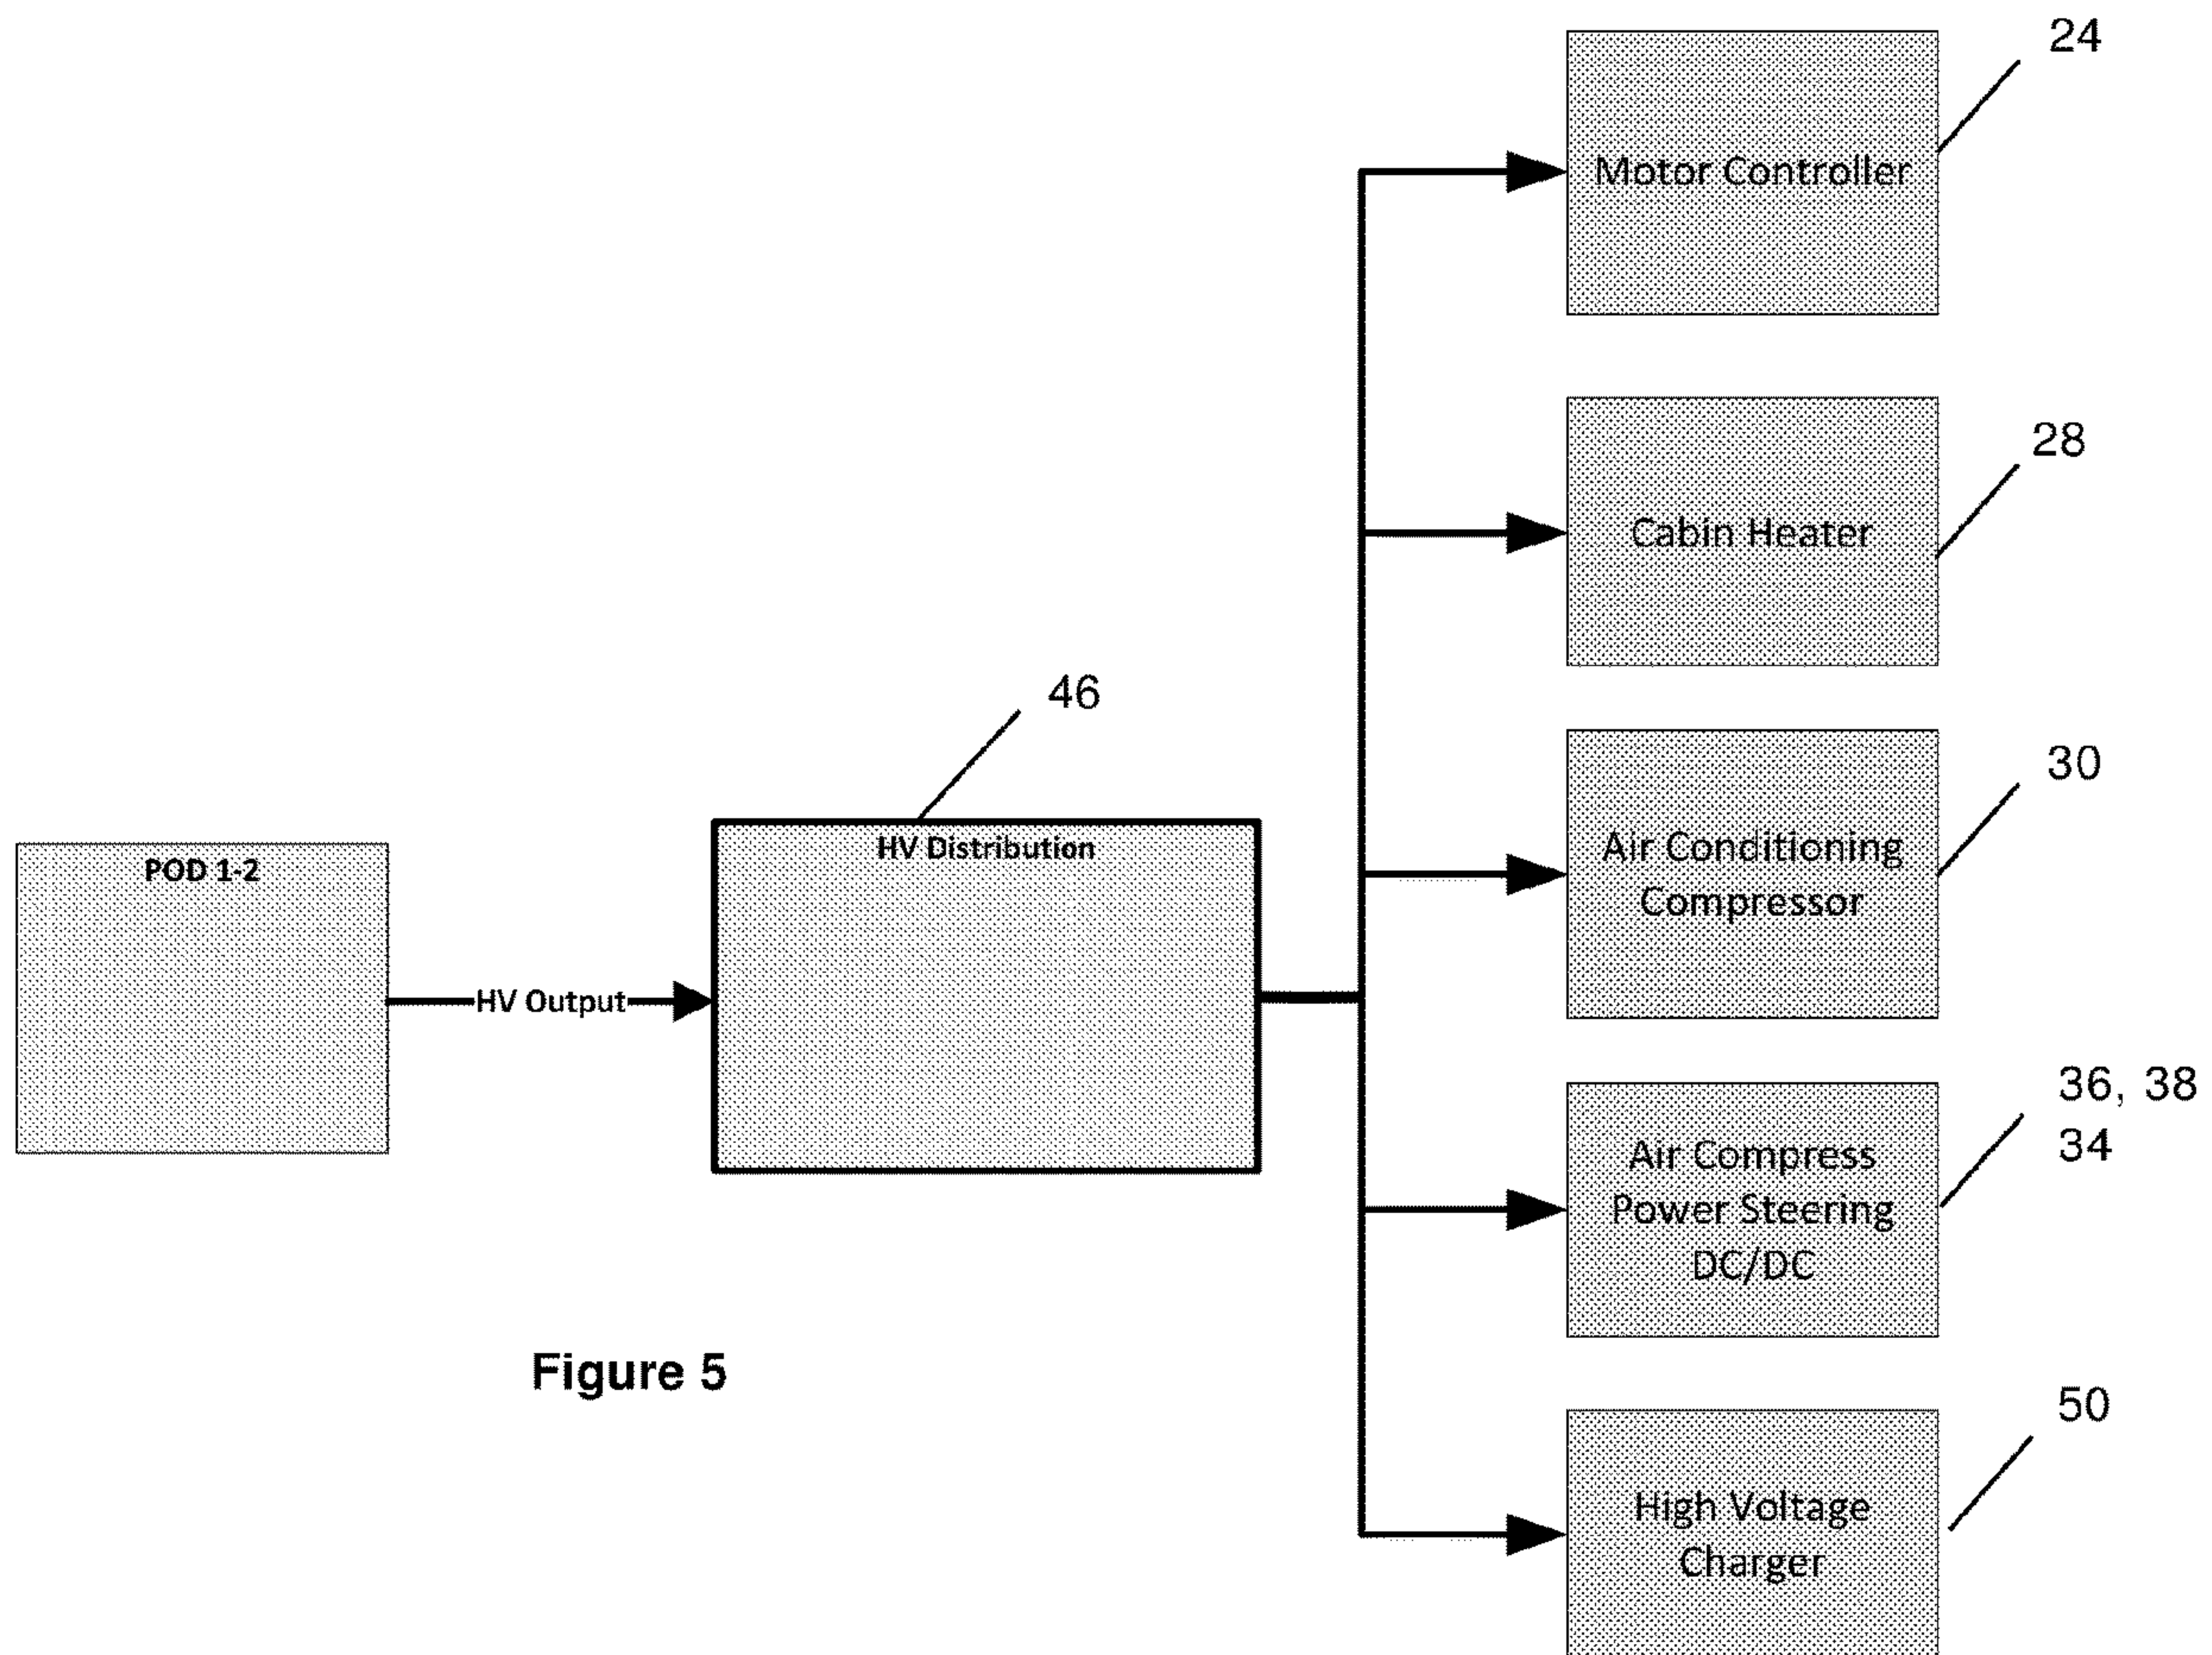 24
Motor Controller
28
Cabin Heater
46
30
HV Distribution
POD 1-2
Air Conditioning
Compressor
HV Output
36, 38
34
Air Compress
Power Steering
DC/DC
Figure 5
50
High Voltage
Charger